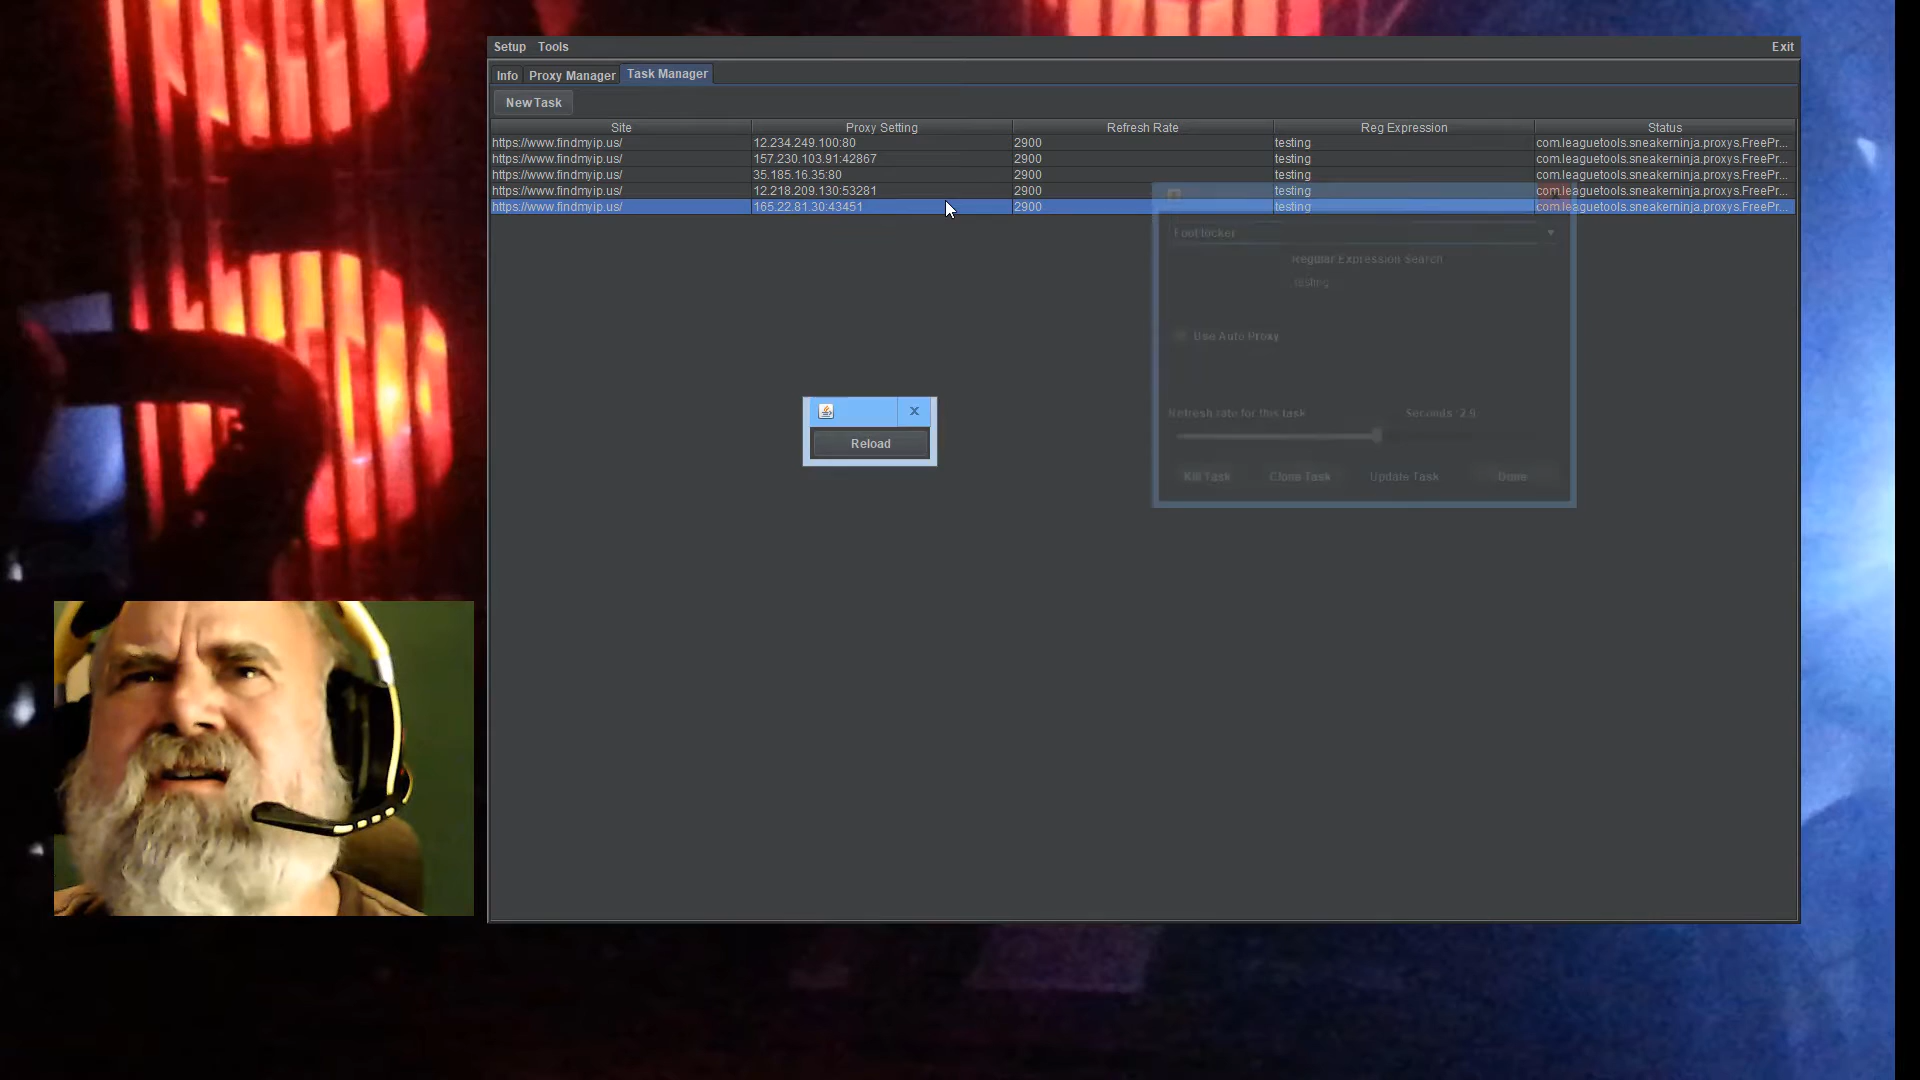 Setup Tools Exit
Info Proxy Manager Task Manager
New Task
Site Proxy Setting Refresh Rate Reg Expression Status
https://www.findmyip.us/ 12.234.249.100:80 2900 testing com.leaguetools.sneakerninja.proxys.FreePr...
https://www.findmyip.us/ 157.230.103.91:42867 2900 testing com.leaguetools.sneakerninja.proxys.FreePr...
https://www.findmyip.us/ 35.185.16.35:80 2900 testing com.leaguetools.sneakerninja.proxys.FreePr...
https://www.findmyip.us/ 12.218.209.130:53281 2900 testing com.leaguetools.sneakerninja.proxys.FreePr...
https://www.findmyip.us/ 165.22.81.30:43451 2900 testing com.leaguetools.sneakerninja.proxys.FreePr...
Footlocker
Regular Expression Search
testing
Use Auto Proxy
Refresh rate for this task Seconds :2.9
Kill Task Clone Task Update Task Done
X
Reload